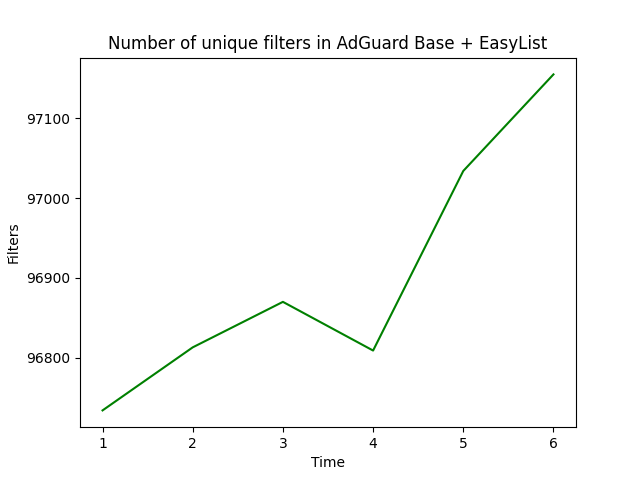 Number of unique filters in AdGuard Base + EasyList
97100
97000
96900
96800
Filters
1 2 3 4 5 6
Time